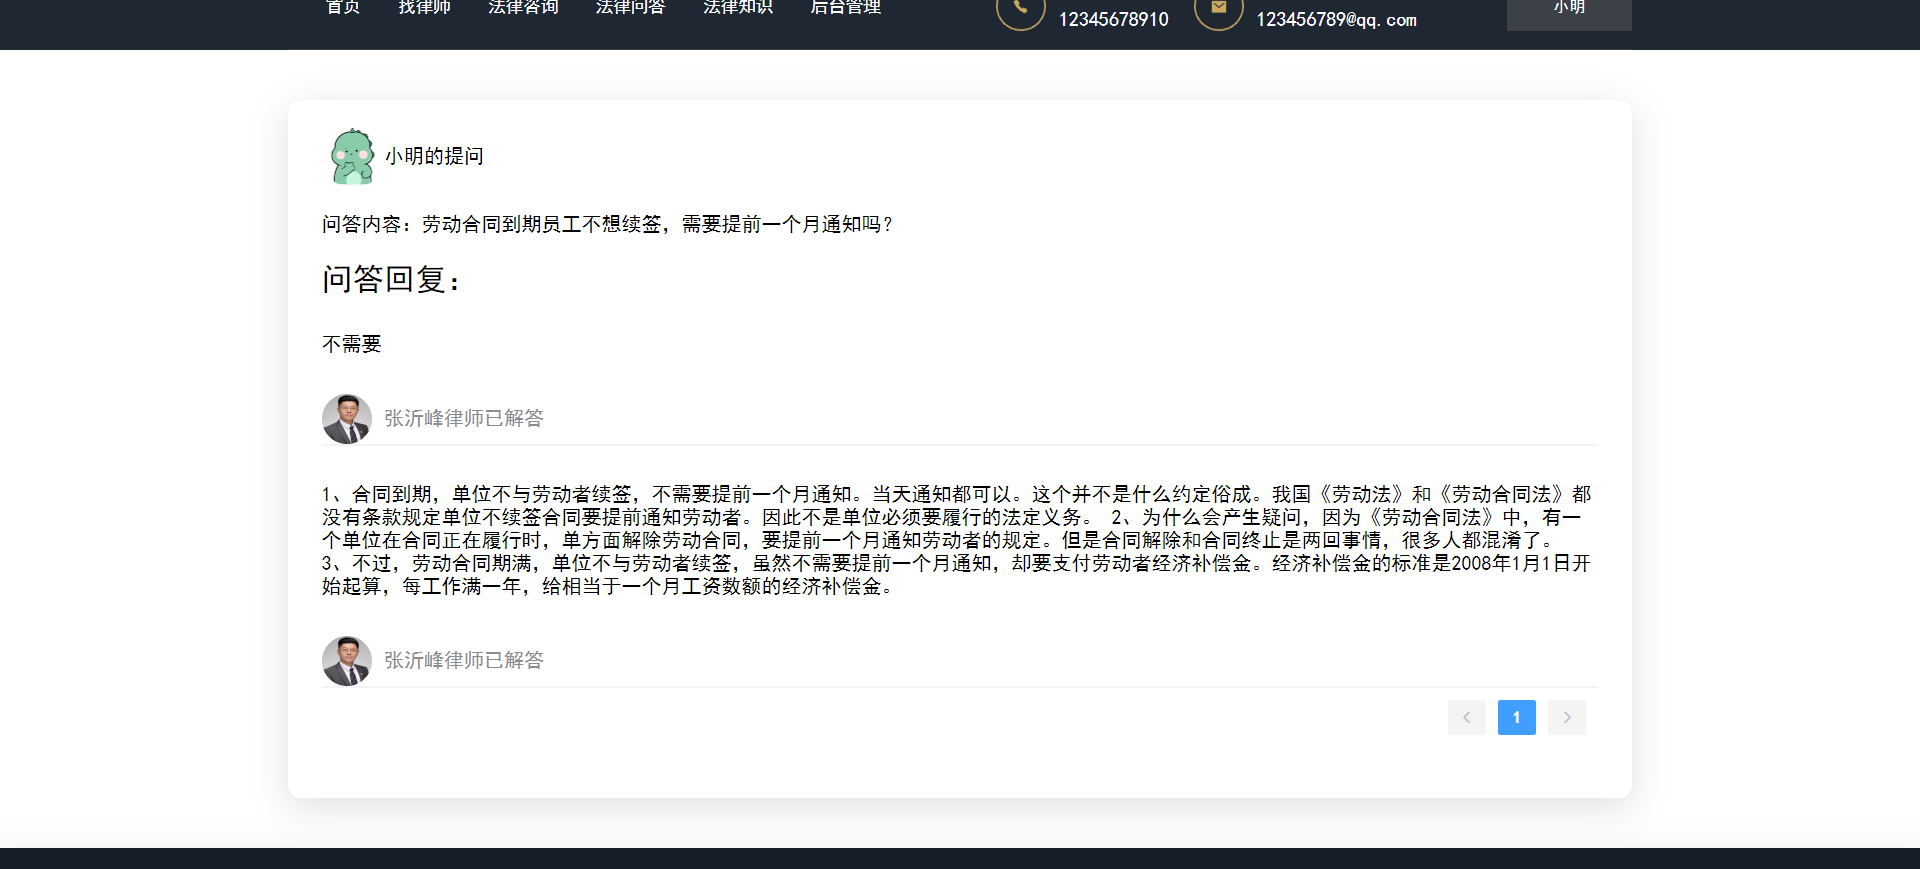 首页 找律师 法律咨询 法律问答 法律知识 后台管理 12345678910 123456789@qq.com 小明
小明的提问
问答内容：劳动合同到期员工不想续签，需要提前一个月通知吗？
问答回复：
不需要
张沂峰律师已解答
1、合同到期，单位不与劳动者续签，不需要提前一个月通知。当天通知都可以。这个并不是什么约定俗成。我国《劳动法》和《劳动合同法》都
没有条款规定单位不续签合同要提前通知劳动者。因此不是单位必须要履行的法定义务。 2、为什么会产生疑问，因为《劳动合同法》中，有一
个单位在合同正在履行时，单方面解除劳动合同，要提前一个月通知劳动者的规定。但是合同解除和合同终止是两回事情，很多人都混淆了。
3、不过，劳动合同期满，单位不与劳动者续签，虽然不需要提前一个月通知，却要支付劳动者经济补偿金。经济补偿金的标准是2008年1月1日开
始起算，每工作满一年，给相当于一个月工资数额的经济补偿金。
张沂峰律师已解答
1